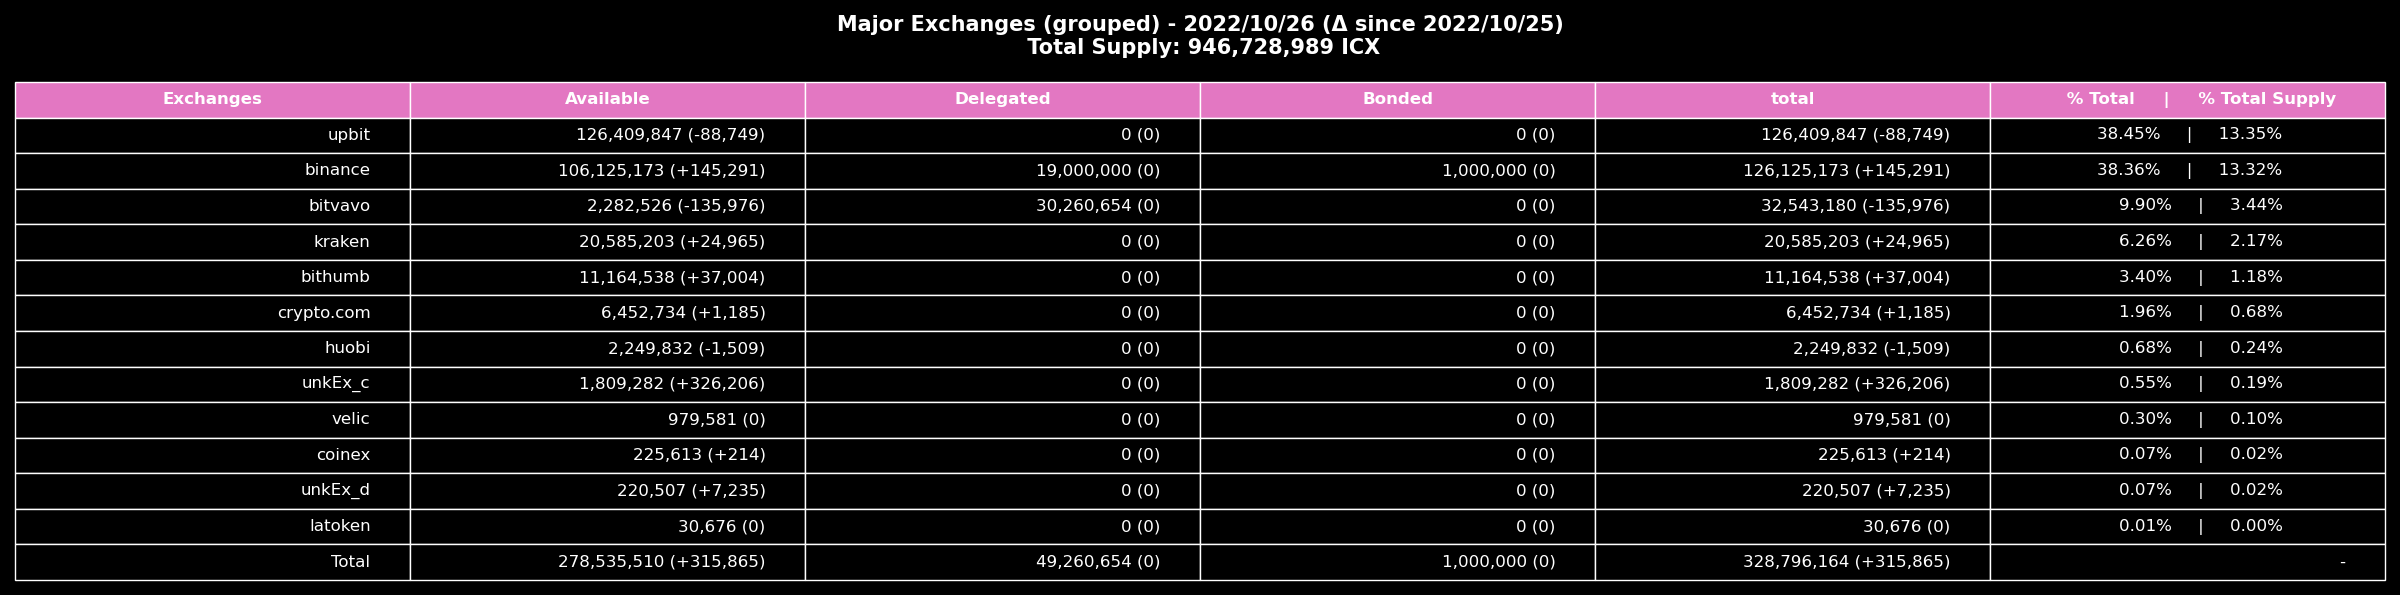 Major Exchanges (grouped) - 2022/10/26 (Δ since 2022/10/25)
Total Supply: 946,728,989 ICX
Exchanges Available Delegated Bonded total % Total | % Total Supply
upbit 126,409,847 (-88,749) 0 (0) 0 (0) 126,409,847 (-88,749) 38.45% | 13.35%
binance 106,125,173 (+145,291) 19,000,000 (0) 1,000,000 (0) 126,125,173 (+145,291) 38.36% | 13.32%
bitvavo 2,282,526 (-135,976) 30,260,654 (0) 0 (0) 32,543,180 (-135,976) 9.90% | 3.44%
kraken 20,585,203 (+24,965) 0 (0) 0 (0) 20,585,203 (+24,965) 6.26% | 2.17%
bithumb 11,164,538 (+37,004) 0 (0) 0 (0) 11,164,538 (+37,004) 3.40% | 1.18%
crypto.com 6,452,734 (+1,185) 0 (0) 0 (0) 6,452,734 (+1,185) 1.96% | 0.68%
huobi 2,249,832 (-1,509) 0 (0) 0 (0) 2,249,832 (-1,509) 0.68% | 0.24%
unkEx_c 1,809,282 (+326,206) 0 (0) 0 (0) 1,809,282 (+326,206) 0.55% | 0.19%
velic 979,581 (0) 0 (0) 0 (0) 979,581 (0) 0.30% | 0.10%
coinex 225,613 (+214) 0 (0) 0 (0) 225,613 (+214) 0.07% | 0.02%
unkEx_d 220,507 (+7,235) 0 (0) 0 (0) 220,507 (+7,235) 0.07% | 0.02%
latoken 30,676 (0) 0 (0) 0 (0) 30,676 (0) 0.01% | 0.00%
Total 278,535,510 (+315,865) 49,260,654 (0) 1,000,000 (0) 328,796,164 (+315,865) -